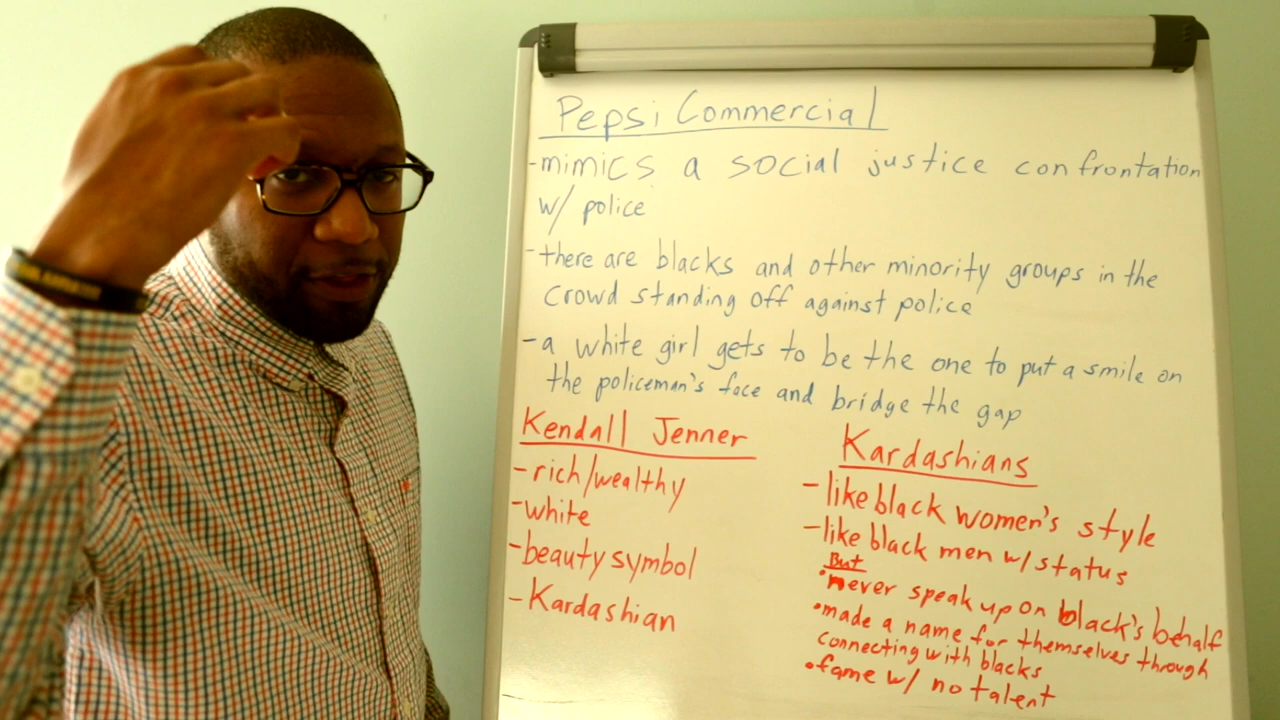 Pepsi Commercial
-mimics a social justice confrontation
w/ police
-there are blacks and other minority groups in the
crowd standing off against police
-a white girl gets to be the one to put a smile on
the policeman's face and bridge the gap
Kendall Jenner
-rich/wealthy
-white
-beauty symbol
-Kardashian
Kardashians
-like black women's style
-like black men w/ status
But
•never speak up on black's behalf
•made a name for themselves through
connecting with blacks
•fame w/ no talent